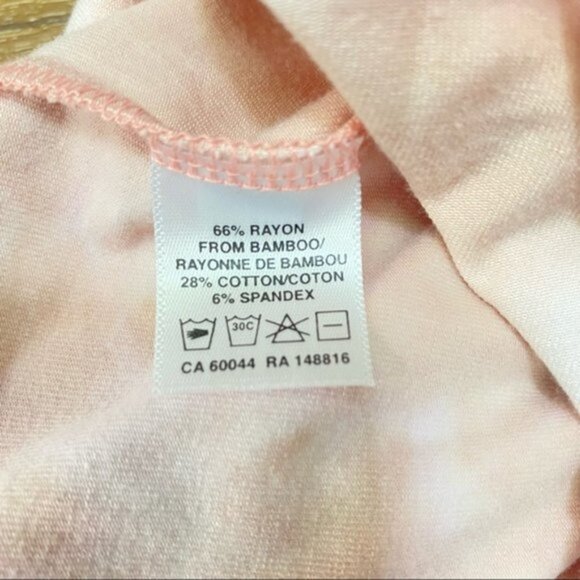 66% RAYON
FROM BAMBOO/
RAYONNE DE BAMBOU
28% COTTON/COTON
6% SPANDEX
30C
CA 60044 RA 148816